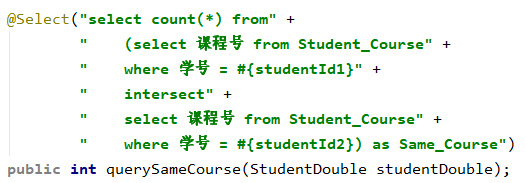 @Select("select count(*) from" +
"    (select 课程号 from Student_Course" +
"    where 学号 = #{studentId1}" +
"    intersect" +
"    select 课程号 from Student_Course" +
"    where 学号 = #{studentId2}) as Same_Course")
public int querySameCourse(StudentDouble studentDouble);